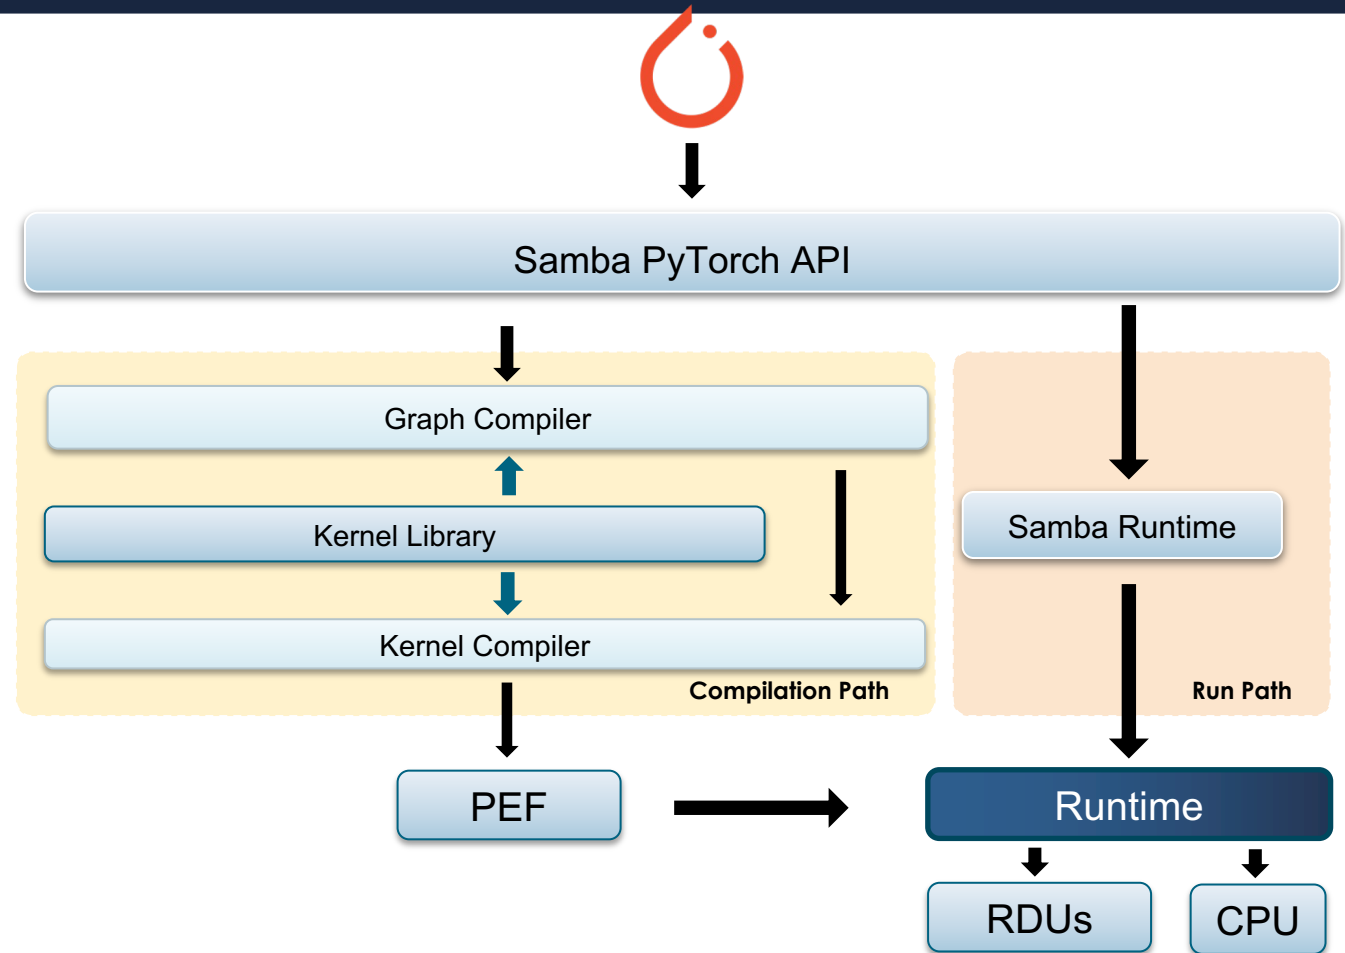 Samba PyTorch API
Graph Compiler
Kernel Library
Samba Runtime
Kernel Compiler
Compilation Path
Run Path
PEF
Runtime
RDUs
CPU